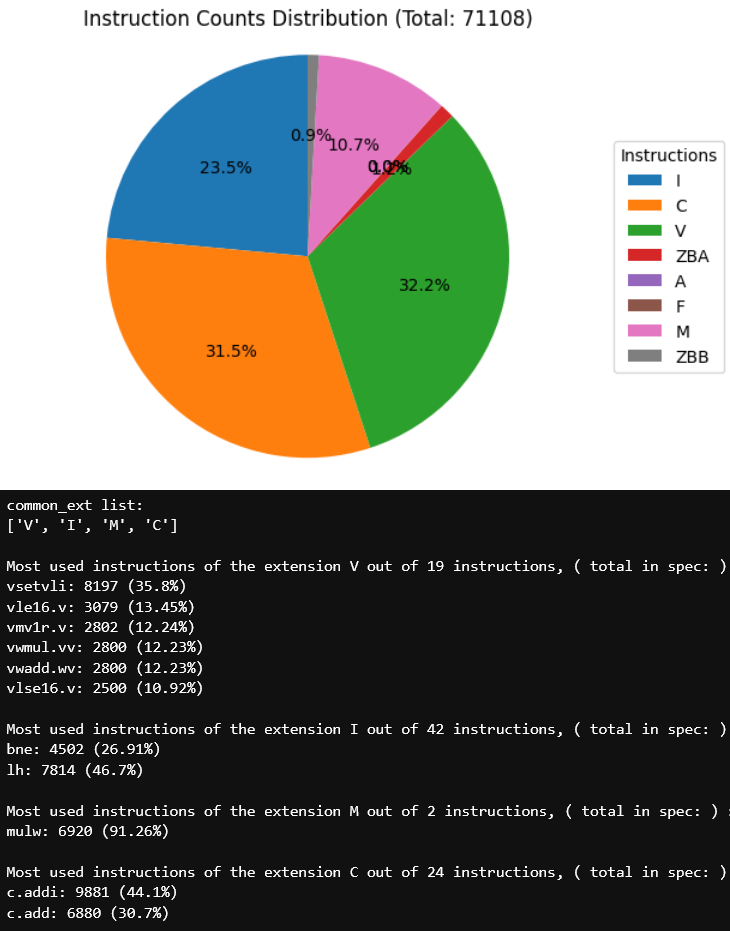 Instruction Counts Distribution (Total: 71108)
0.9%
10.7%
23.5%
0.0%
1.2%
32.2%
31.5%
Instructions
I
C
V
ZBA
A
F
M
ZBB
common_ext list:
['V', 'I', 'M', 'C']
Most used instructions of the extension V out of 19 instructions, ( total in spec: )
vsetvli: 8197 (35.8%)
vle16.v: 3079 (13.45%)
vmv1r.v: 2802 (12.24%)
vwmul.vv: 2800 (12.23%)
vwadd.wv: 2800 (12.23%)
vlse16.v: 2500 (10.92%)
Most used instructions of the extension I out of 42 instructions, ( total in spec: )
bne: 4502 (26.91%)
lh: 7814 (46.7%)
Most used instructions of the extension M out of 2 instructions, ( total in spec: )
mulw: 6920 (91.26%)
Most used instructions of the extension C out of 24 instructions, ( total in spec: )
c.addi: 9881 (44.1%)
c.add: 6880 (30.7%)